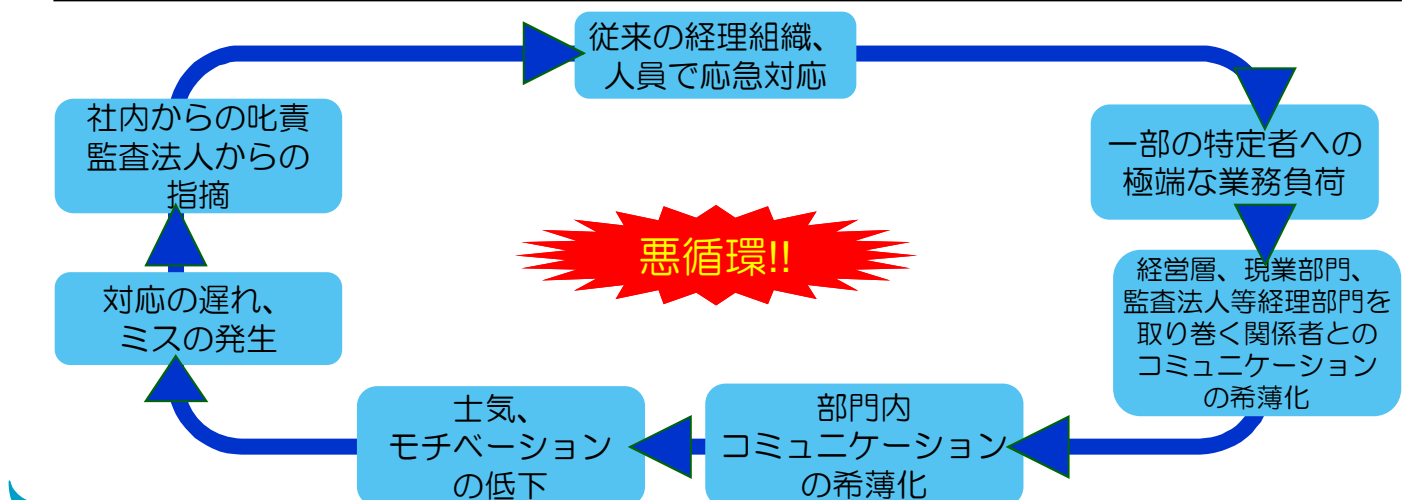 従来の経理組織、
人員で応急対応
一部の特定者への
極端な業務負荷
経営層、現業部門、
監査法人等経理部門を
取り巻く関係者との
コミュニケーション
の希薄化
部門内
コミュニケーション
の希薄化
士気、
モチベーション
の低下
対応の遅れ、
ミスの発生
社内からの叱責
監査法人からの
指摘
悪循環!!